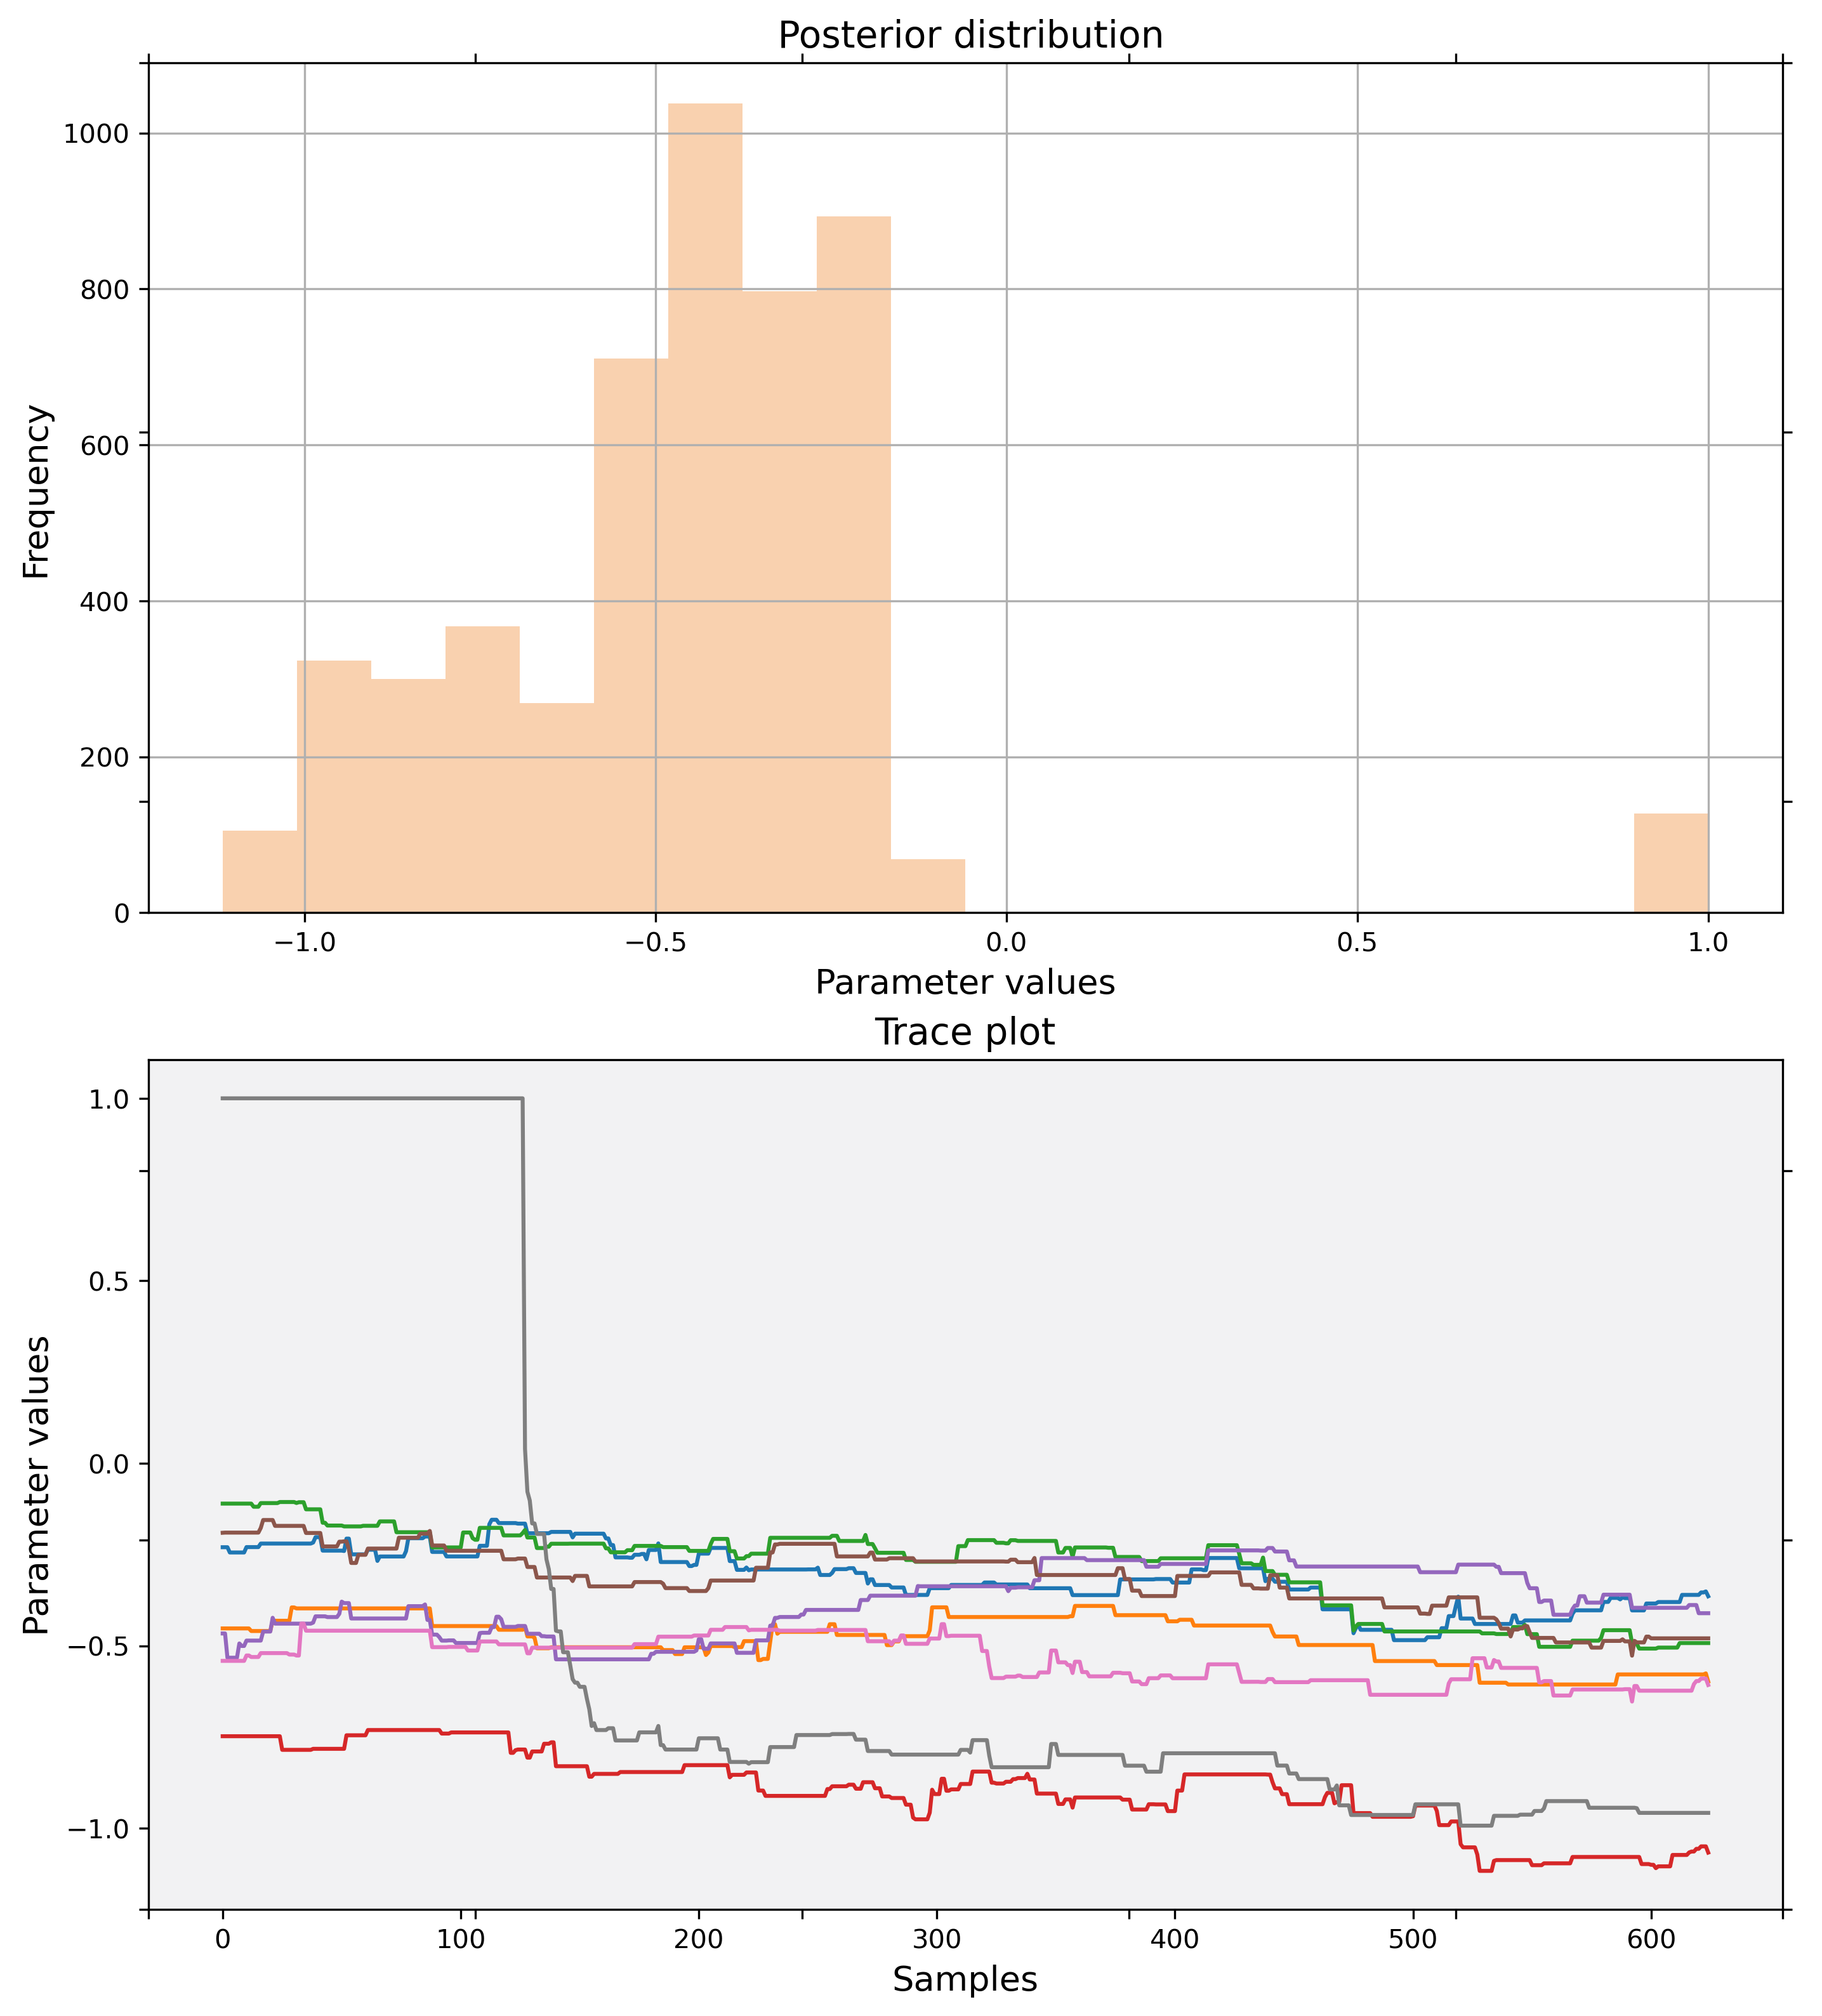 Posterior distribution
1000
800
600
400
200
0
Frequency
−1.0 −0.5 0.0 0.5 1.0
Parameter values
Trace plot
1.0
0.5
0.0
−0.5
−1.0
Parameter values
0 100 200 300 400 500 600
Samples